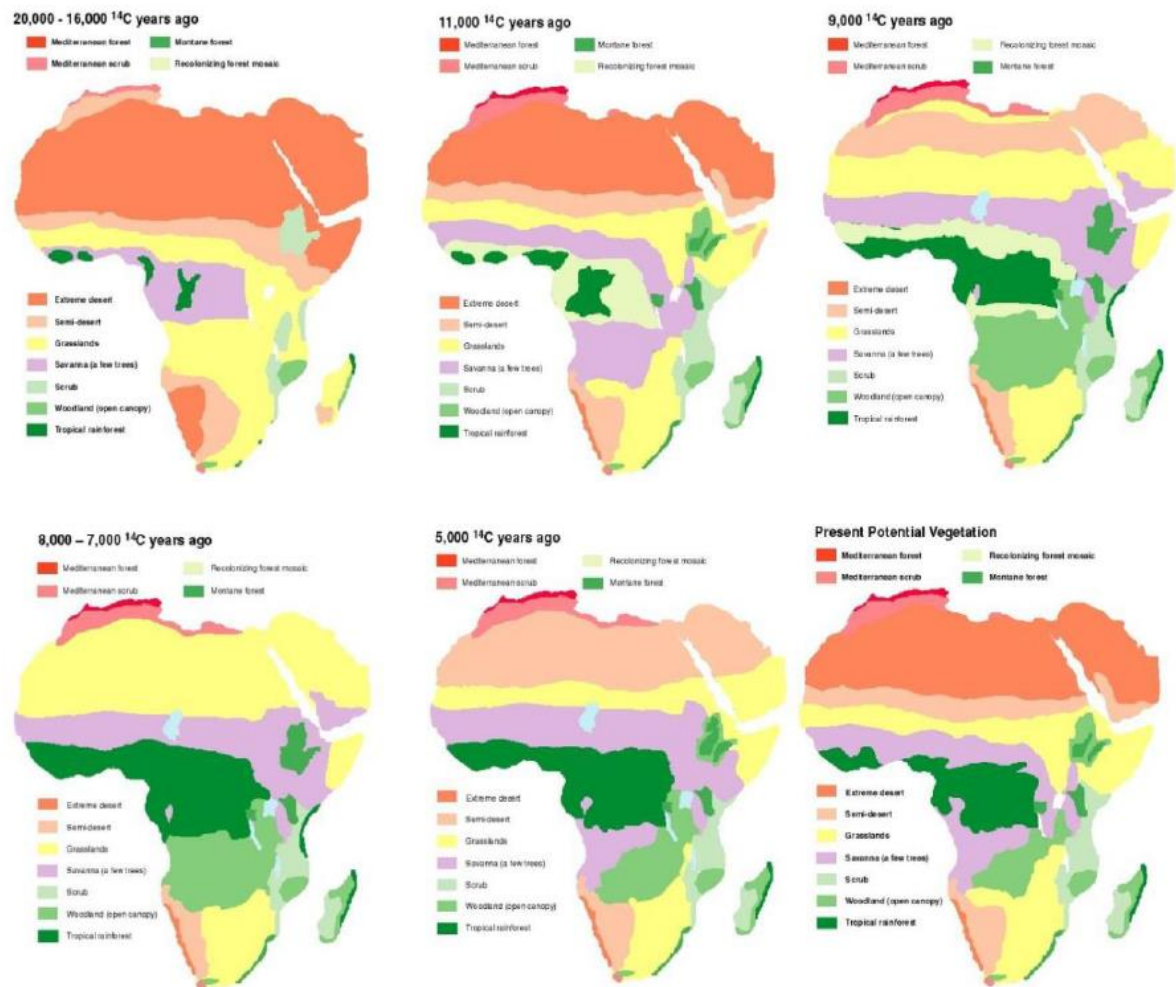 20,000 - 16,000 ¹⁴C years ago
Mediterranean forest
Montane forest
Mediterranean scrub
Recolonizing forest mosaic
Extreme desert
Semi-desert
Grasslands
Savanna (a few trees)
Scrub
Woodland (open canopy)
Tropical rainforest
11,000 ¹⁴C years ago
Mediterranean forest
Montane forest
Mediterranean scrub
Recolonizing forest mosaic
Extreme desert
Semi-desert
Grasslands
Savanna (a few trees)
Scrub
Woodland (open canopy)
Tropical rainforest
9,000 ¹⁴C years ago
Mediterranean forest
Recolonizing forest mosaic
Mediterranean scrub
Montane forest
Extreme desert
Semi-desert
Grasslands
Savanna (a few trees)
Scrub
Woodland (open canopy)
Tropical rainforest
8,000 – 7,000 ¹⁴C years ago
Mediterranean forest
Recolonizing forest mosaic
Mediterranean scrub
Montane forest
Extreme desert
Semi-desert
Grasslands
Savanna (a few trees)
Scrub
Woodland (open canopy)
Tropical rainforest
5,000 ¹⁴C years ago
Mediterranean forest
Recolonizing forest mosaic
Mediterranean scrub
Montane forest
Extreme desert
Semi-desert
Grasslands
Savanna (a few trees)
Scrub
Woodland (open canopy)
Tropical rainforest
Present Potential Vegetation
Mediterranean forest
Recolonizing forest mosaic
Mediterranean scrub
Montane forest
Extreme desert
Semi-desert
Grasslands
Savanna (a few trees)
Scrub
Woodland (open canopy)
Tropical rainforest